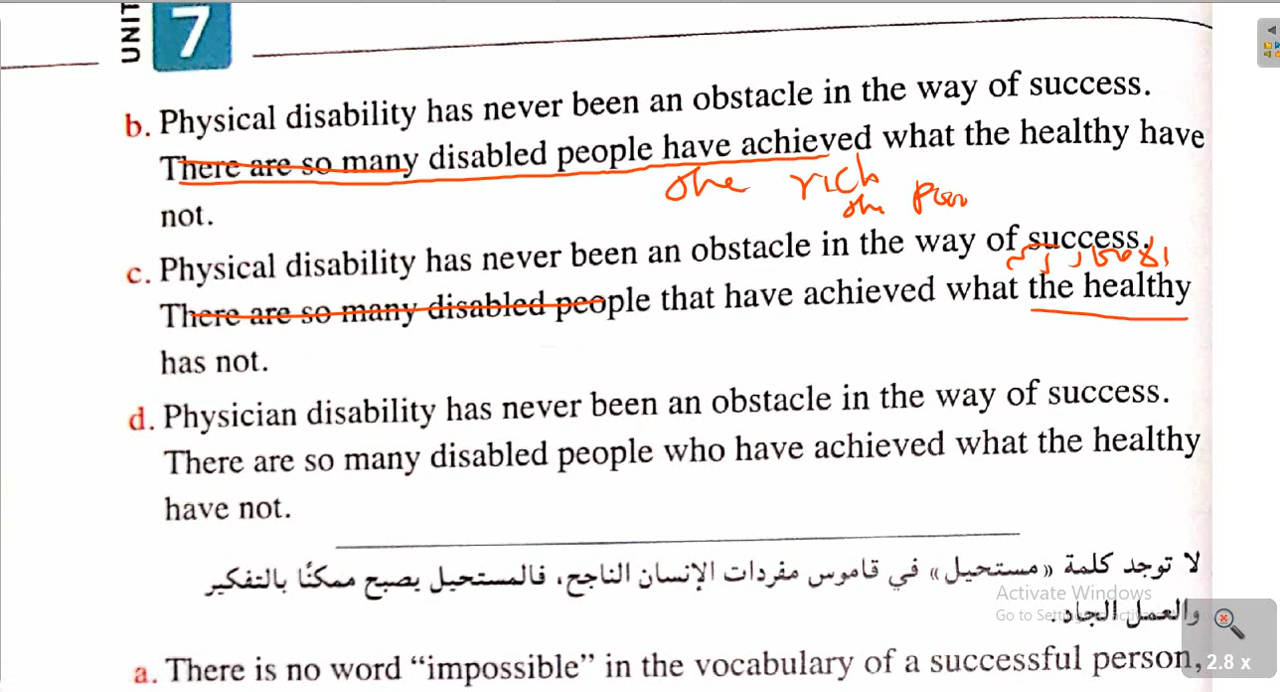 UNIT 7
b. Physical disability has never been an obstacle in the way of success.
There are so many disabled people have achieved what the healthy have
the rich
the poor
not.
c. Physical disability has never been an obstacle in the way of success.
There are so many disabled people that have achieved what the healthy
has not.
d. Physician disability has never been an obstacle in the way of success.
There are so many disabled people who have achieved what the healthy
have not.
لا توجد كلمة «مستحيل» في قاموس مفردات الإنسان الناجح، فالمستحيل يصبح ممكنًا بالتفكير
Activate Windows
والعمل الجاد.
Go to
a. There is no word “impossible” in the vocabulary of a successful person,
2.8 x